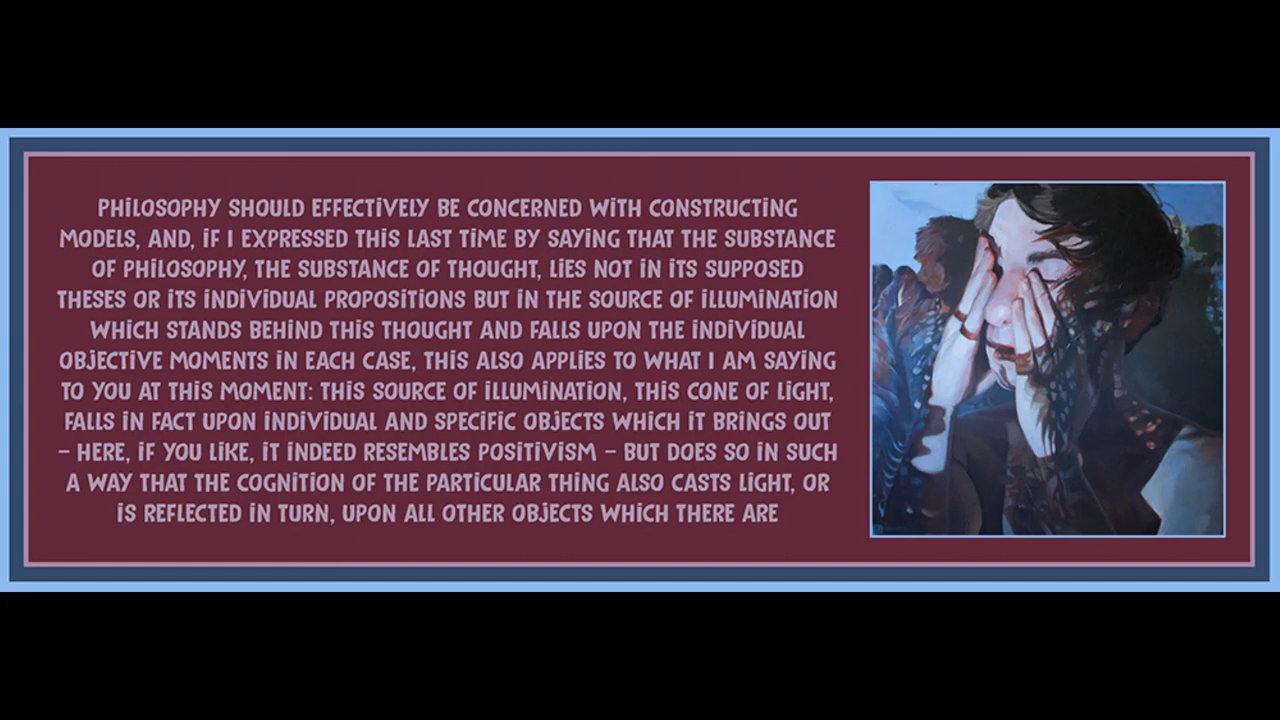 PHILOSOPHY SHOULD EFFECTIVELY BE CONCERNED WITH CONSTRUCTING
MODELS, AND, IF I EXPRESSED THIS LAST TIME BY SAYING THAT THE SUBSTANCE
OF PHILOSOPHY, THE SUBSTANCE OF THOUGHT, LIES NOT IN ITS SUPPOSED
THESES OR ITS INDIVIDUAL PROPOSITIONS BUT IN THE SOURCE OF ILLUMINATION
WHICH STANDS BEHIND THIS THOUGHT AND FALLS UPON THE INDIVIDUAL
OBJECTIVE MOMENTS IN EACH CASE, THIS ALSO APPLIES TO WHAT I AM SAYING
TO YOU AT THIS MOMENT: THIS SOURCE OF ILLUMINATION, THIS CONE OF LIGHT,
FALLS IN FACT UPON INDIVIDUAL AND SPECIFIC OBJECTS WHICH IT BRINGS OUT
– HERE, IF YOU LIKE, IT INDEED RESEMBLES POSITIVISM – BUT DOES SO IN SUCH
A WAY THAT THE COGNITION OF THE PARTICULAR THING ALSO CASTS LIGHT, OR
IS REFLECTED IN TURN, UPON ALL OTHER OBJECTS WHICH THERE ARE